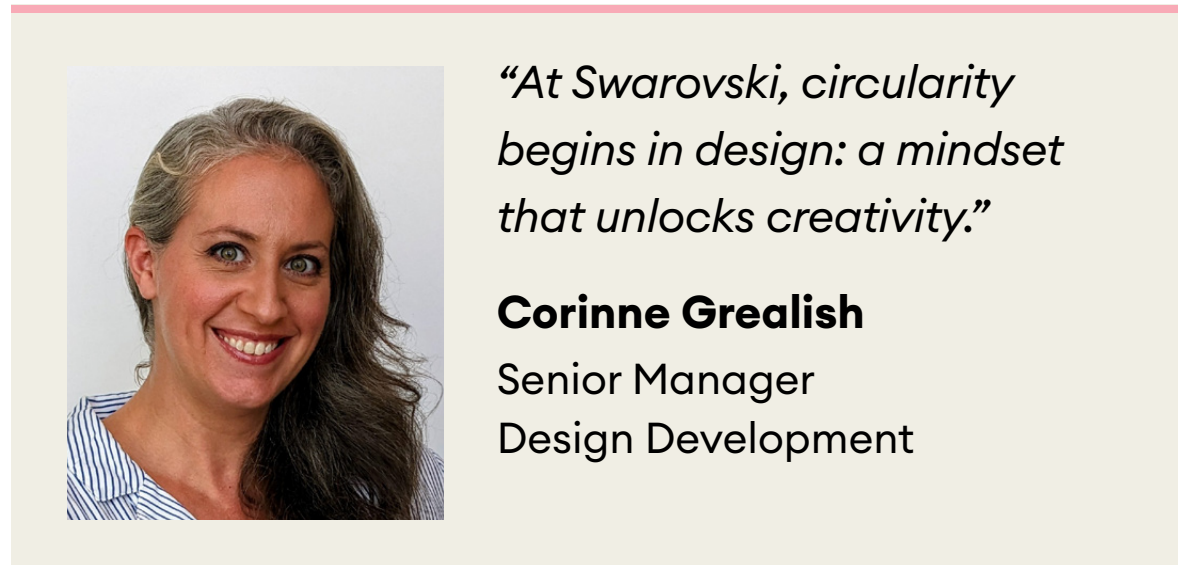 “At Swarovski, circularity
begins in design: a mindset
that unlocks creativity.”
Corinne Grealish
Senior Manager
Design Development